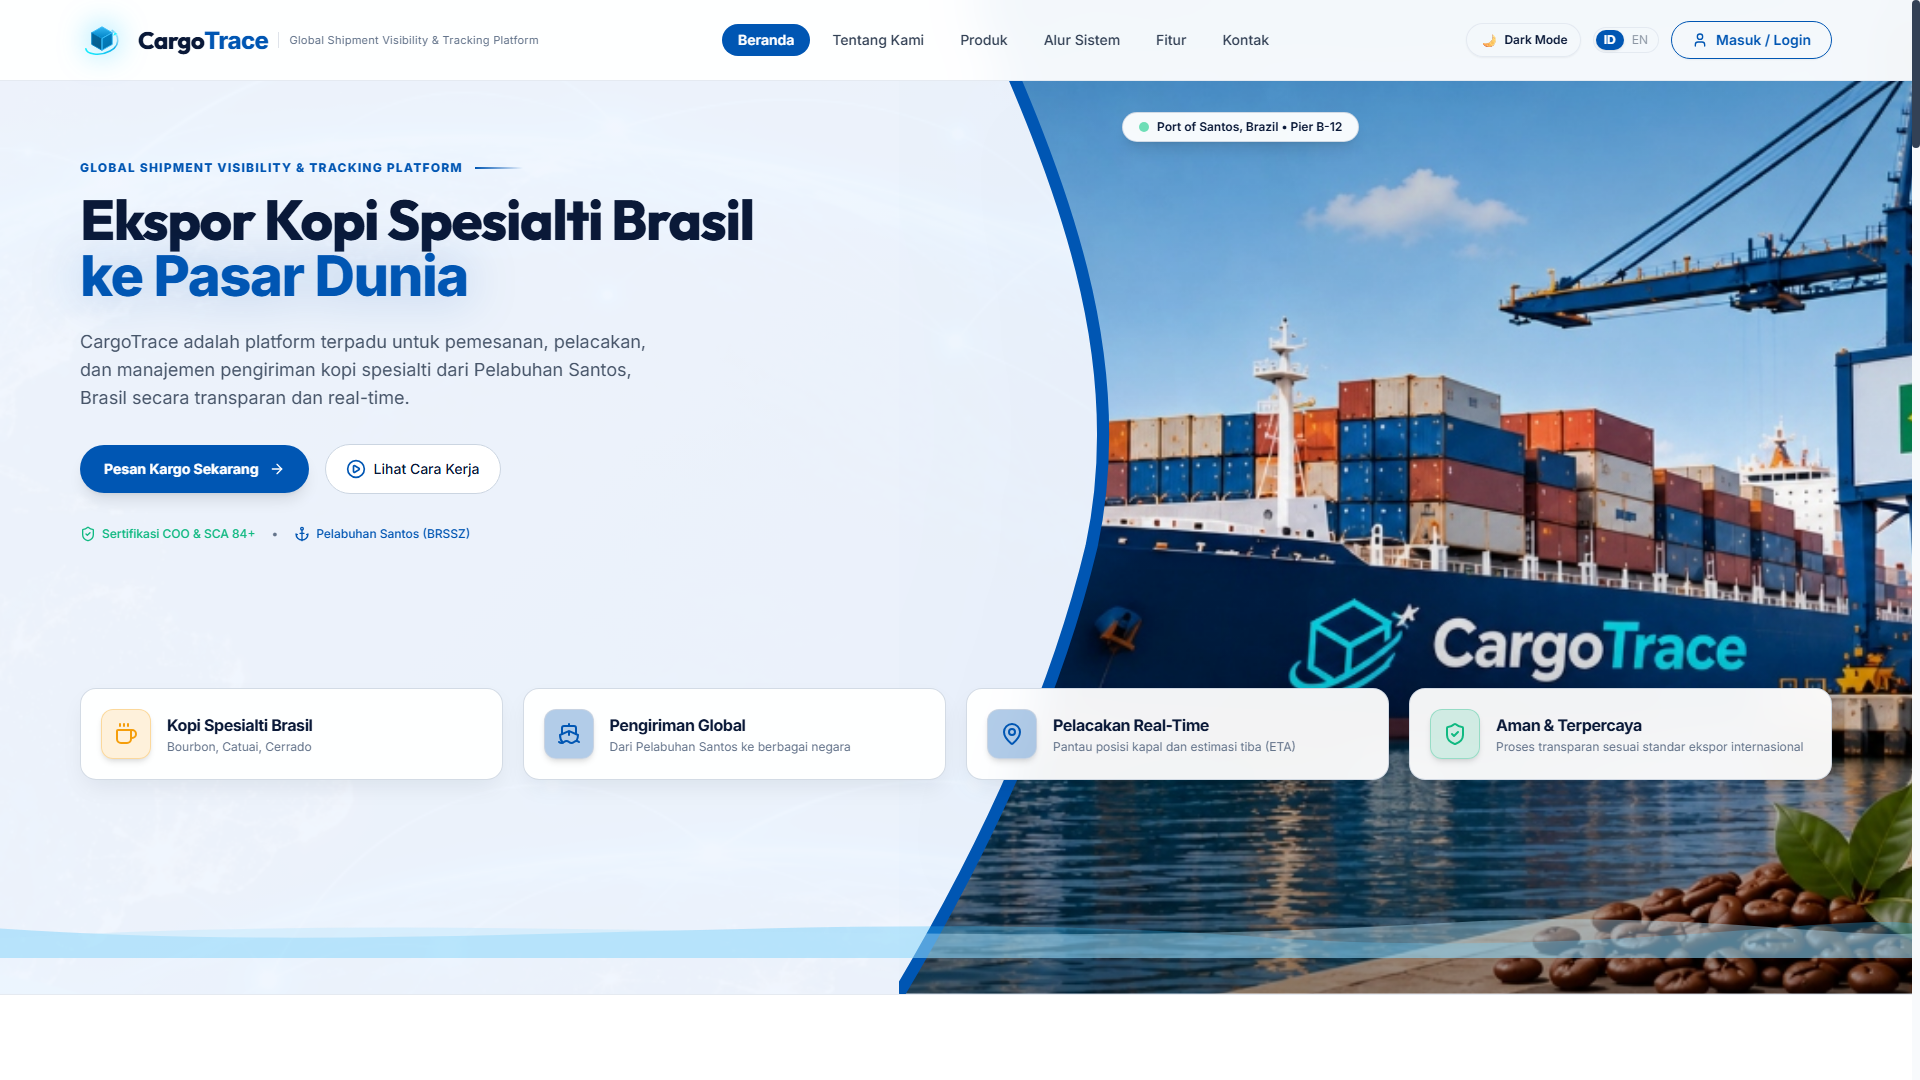 CargoTrace
Global Shipment Visibility & Tracking Platform
Beranda
Tentang Kami
Produk
Alur Sistem
Fitur
Kontak
🌙 Dark Mode
ID EN
Masuk / Login
Port of Santos, Brazil • Pier B-12
GLOBAL SHIPMENT VISIBILITY & TRACKING PLATFORM
Ekspor Kopi Spesialti Brasil
ke Pasar Dunia
CargoTrace adalah platform terpadu untuk pemesanan, pelacakan,
dan manajemen pengiriman kopi spesialti dari Pelabuhan Santos,
Brasil secara transparan dan real-time.
Pesan Kargo Sekarang →
Lihat Cara Kerja
Sertifikasi COO & SCA 84+ • Pelabuhan Santos (BRSSZ)
CargoTrace
Kopi Spesialti Brasil
Bourbon, Catuai, Cerrado
Pengiriman Global
Dari Pelabuhan Santos ke berbagai negara
Pelacakan Real-Time
Pantau posisi kapal dan estimasi tiba (ETA)
Aman & Terpercaya
Proses transparan sesuai standar ekspor internasional